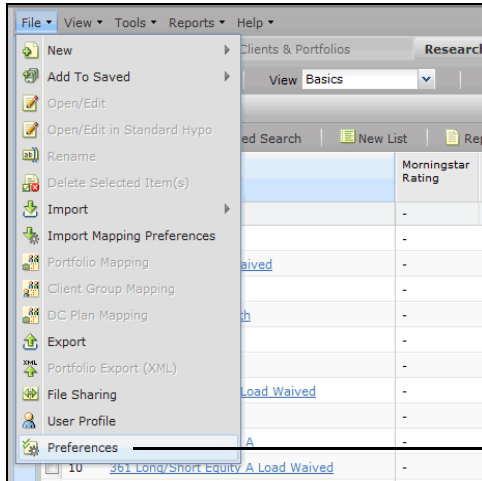 File View Tools Reports Help
New
Clients & Portfolios
Research
Add To Saved
View Basics
Open/Edit
Open/Edit in Standard Hypo
ed Search New List Rep
Rename
Morningstar
Rating
Delete Selected Item(s)
Import
-
Import Mapping Preferences
-
Portfolio Mapping
aived
-
Client Group Mapping
-
DC Plan Mapping
th
-
Export
-
XML
Portfolio Export (XML)
-
File Sharing
Load Waived
-
User Profile
-
Preferences
A
-
10 361 Long/Short Equity A Load Waived
-